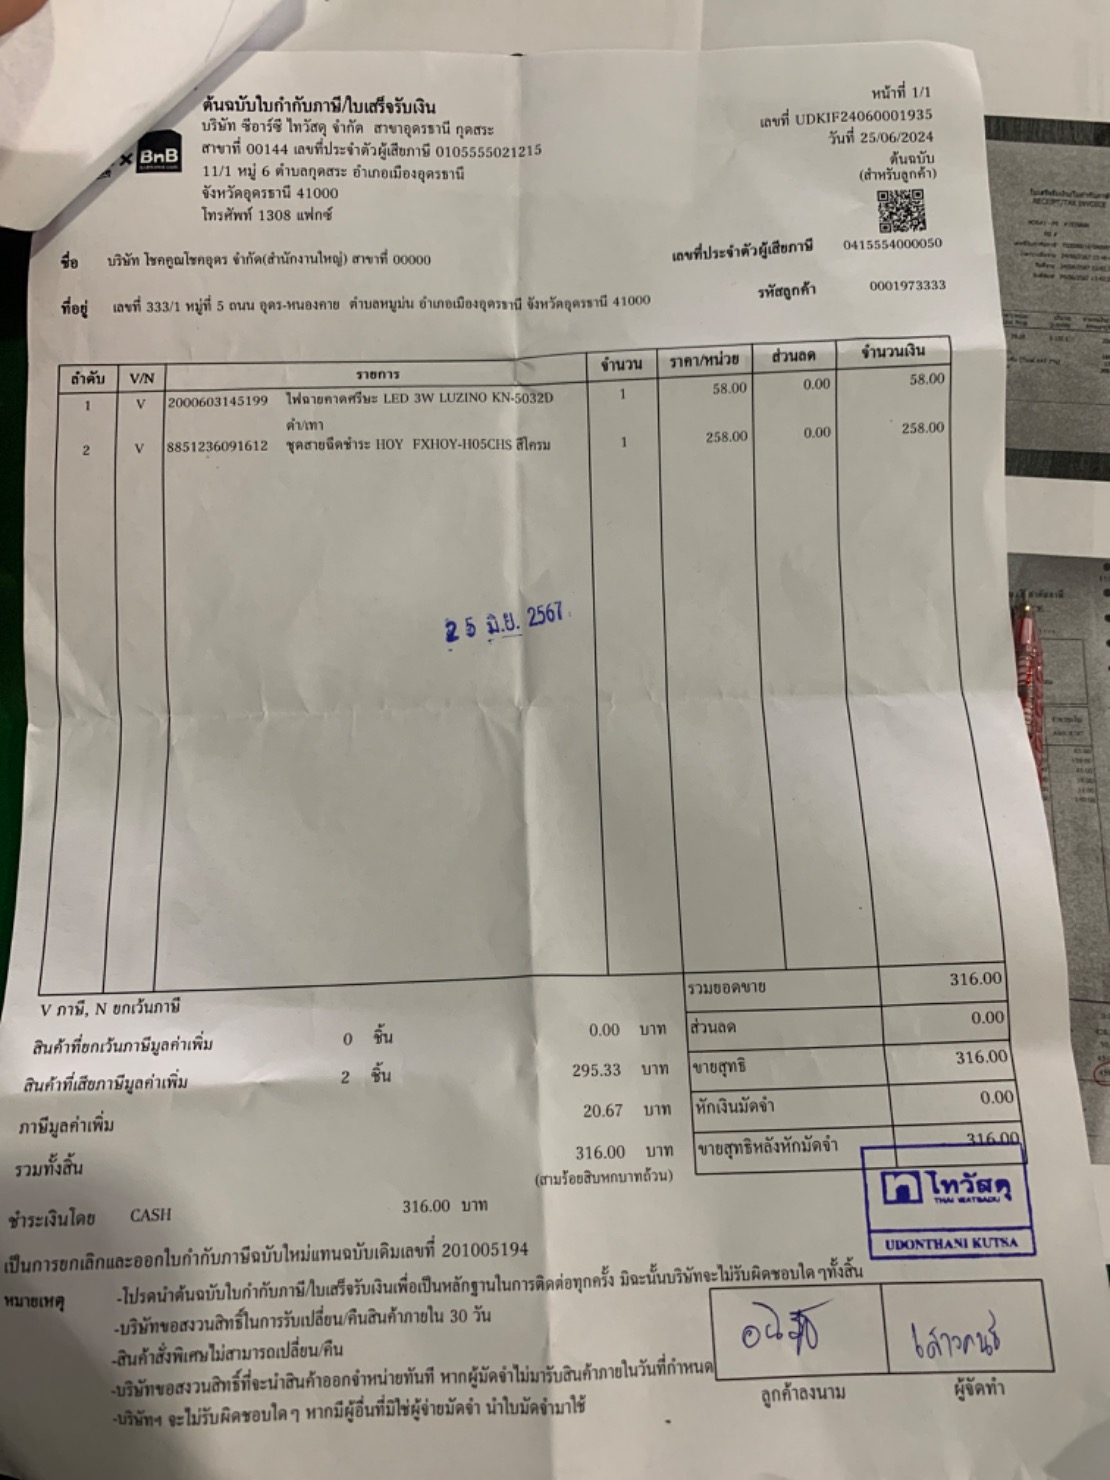 ต้นฉบับใบกำกับภาษี/ใบเสร็จรับเงิน
บริษัท ซีอาร์ซี ไทวัสดุ จำกัด สาขาอุดรธานี กุดสระ
สาขาที่ 00144 เลขที่ประจำตัวผู้เสียภาษี 0105555021215
11/1 หมู่ 6 ตำบลกุดสระ อำเภอเมืองอุดรธานี
จังหวัดอุดรธานี 41000
โทรศัพท์ 1308 แฟกซ์
x BnB
หน้าที่ 1/1
เลขที่ UDKIF24060001935
วันที่ 25/06/2024
ต้นฉบับ
(สำหรับลูกค้า)
ชื่อ บริษัท โชคคูณโชคอุดร จำกัด(สำนักงานใหญ่) สาขาที่ 00000
เลขที่ประจำตัวผู้เสียภาษี 0415554000050
ที่อยู่ เลขที่ 333/1 หมู่ที่ 5 ถนน อุดร-หนองคาย ตำบลหมูม่น อำเภอเมืองอุดรธานี จังหวัดอุดรธานี 41000
รหัสลูกค้า 0001973333
ลำดับ V/N รายการ จำนวน ราคา/หน่วย ส่วนลด จำนวนเงิน
1 V 2000603145199 ไฟฉายคาดศรีษะ LED 3W LUZINO KN-5032D 1 58.00 0.00 58.00
ดำ/เทา
2 V 8851236091612 ชุดสายฉีดชำระ HOY FXHOY-H05CHS สีโครม 1 258.00 0.00 258.00
25 มิ.ย. 2567
V ภาษี, N ยกเว้นภาษี
สินค้าที่ยกเว้นภาษีมูลค่าเพิ่ม 0 ชิ้น 0.00 บาท
สินค้าที่เสียภาษีมูลค่าเพิ่ม 2 ชิ้น 295.33 บาท
ภาษีมูลค่าเพิ่ม 20.67 บาท
รวมทั้งสิ้น 316.00 บาท
(สามร้อยสิบหกบาทถ้วน)
รวมยอดขาย 316.00
ส่วนลด 0.00
ขายสุทธิ 316.00
หักเงินมัดจำ 0.00
ขายสุทธิหลังหักมัดจำ 316.00
ชำระเงินโดย CASH 316.00 บาท
ไทวัสดุ
THAI WATSADU
UDONTHANI KUTSA
เป็นการยกเลิกและออกใบกำกับภาษีฉบับใหม่แทนฉบับเดิมเลขที่ 201005194
หมายเหตุ -โปรดนำต้นฉบับใบกำกับภาษี/ใบเสร็จรับเงินเพื่อเป็นหลักฐานในการติดต่อทุกครั้ง มิฉะนั้นบริษัทจะไม่รับผิดชอบใดๆทั้งสิ้น
-บริษัทขอสงวนสิทธิ์ในการรับเปลี่ยน/คืนสินค้าภายใน 30 วัน
-สินค้าสั่งพิเศษไม่สามารถเปลี่ยน/คืน
-บริษัทขอสงวนสิทธิ์ที่จะนำสินค้าออกจำหน่ายทันที หากผู้มัดจำไม่มารับสินค้าภายในวันที่กำหนด
-บริษัทฯ จะไม่รับผิดชอบใดๆ หากมีผู้อื่นที่มิใช่ผู้จ่ายมัดจำ นำใบมัดจำมาใช้
เสาวคนธ์
ลูกค้าลงนาม ผู้จัดทำ